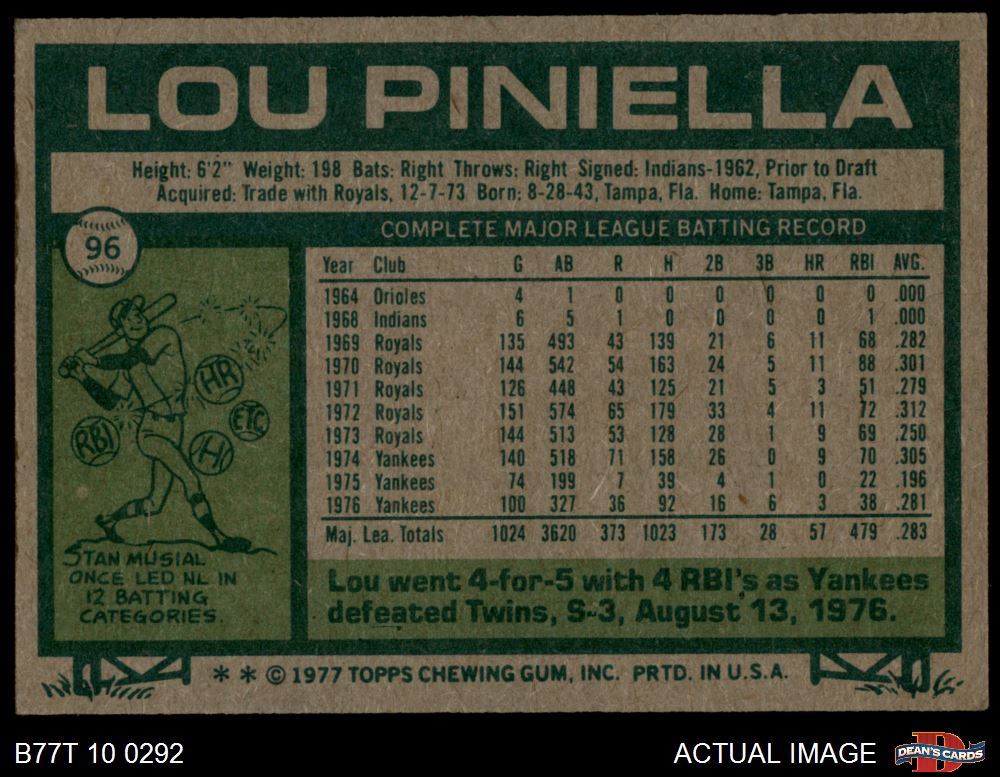 LOU PINIELLA
Height: 6'2" Weight: 198 Bats: Right Throws: Right Signed: Indians-1962, Prior to Draft
Acquired: Trade with Royals, 12-7-73 Born: 8-28-43, Tampa, Fla. Home: Tampa, Fla.
96
COMPLETE MAJOR LEAGUE BATTING RECORD
Year Club G AB R H 2B 3B HR RBI AVG.
1964 Orioles 4 1 0 0 0 0 0 0 .000
1968 Indians 6 5 1 0 0 0 0 1 .000
1969 Royals 135 493 43 139 21 6 11 68 .282
1970 Royals 144 542 54 163 24 5 11 88 .301
1971 Royals 126 448 43 125 21 5 3 51 .279
1972 Royals 151 574 65 179 33 4 11 72 .312
1973 Royals 144 513 53 128 28 1 9 69 .250
1974 Yankees 140 518 71 158 26 0 9 70 .305
1975 Yankees 74 199 7 39 4 1 0 22 .196
1976 Yankees 100 327 36 92 16 6 3 38 .281
Maj. Lea. Totals 1024 3620 373 1023 173 28 57 479 .283
HR
ETC
RBI
H
STAN MUSIAL
ONCE LED NL IN
12 BATTING
CATEGORIES.
Lou went 4-for-5 with 4 RBI's as Yankees
defeated Twins, S-3, August 13, 1976.
* * © 1977 TOPPS CHEWING GUM, INC. PRTD. IN U.S.A.
B77T 10 0292
ACTUAL IMAGE
B
DEAN'S CARDS